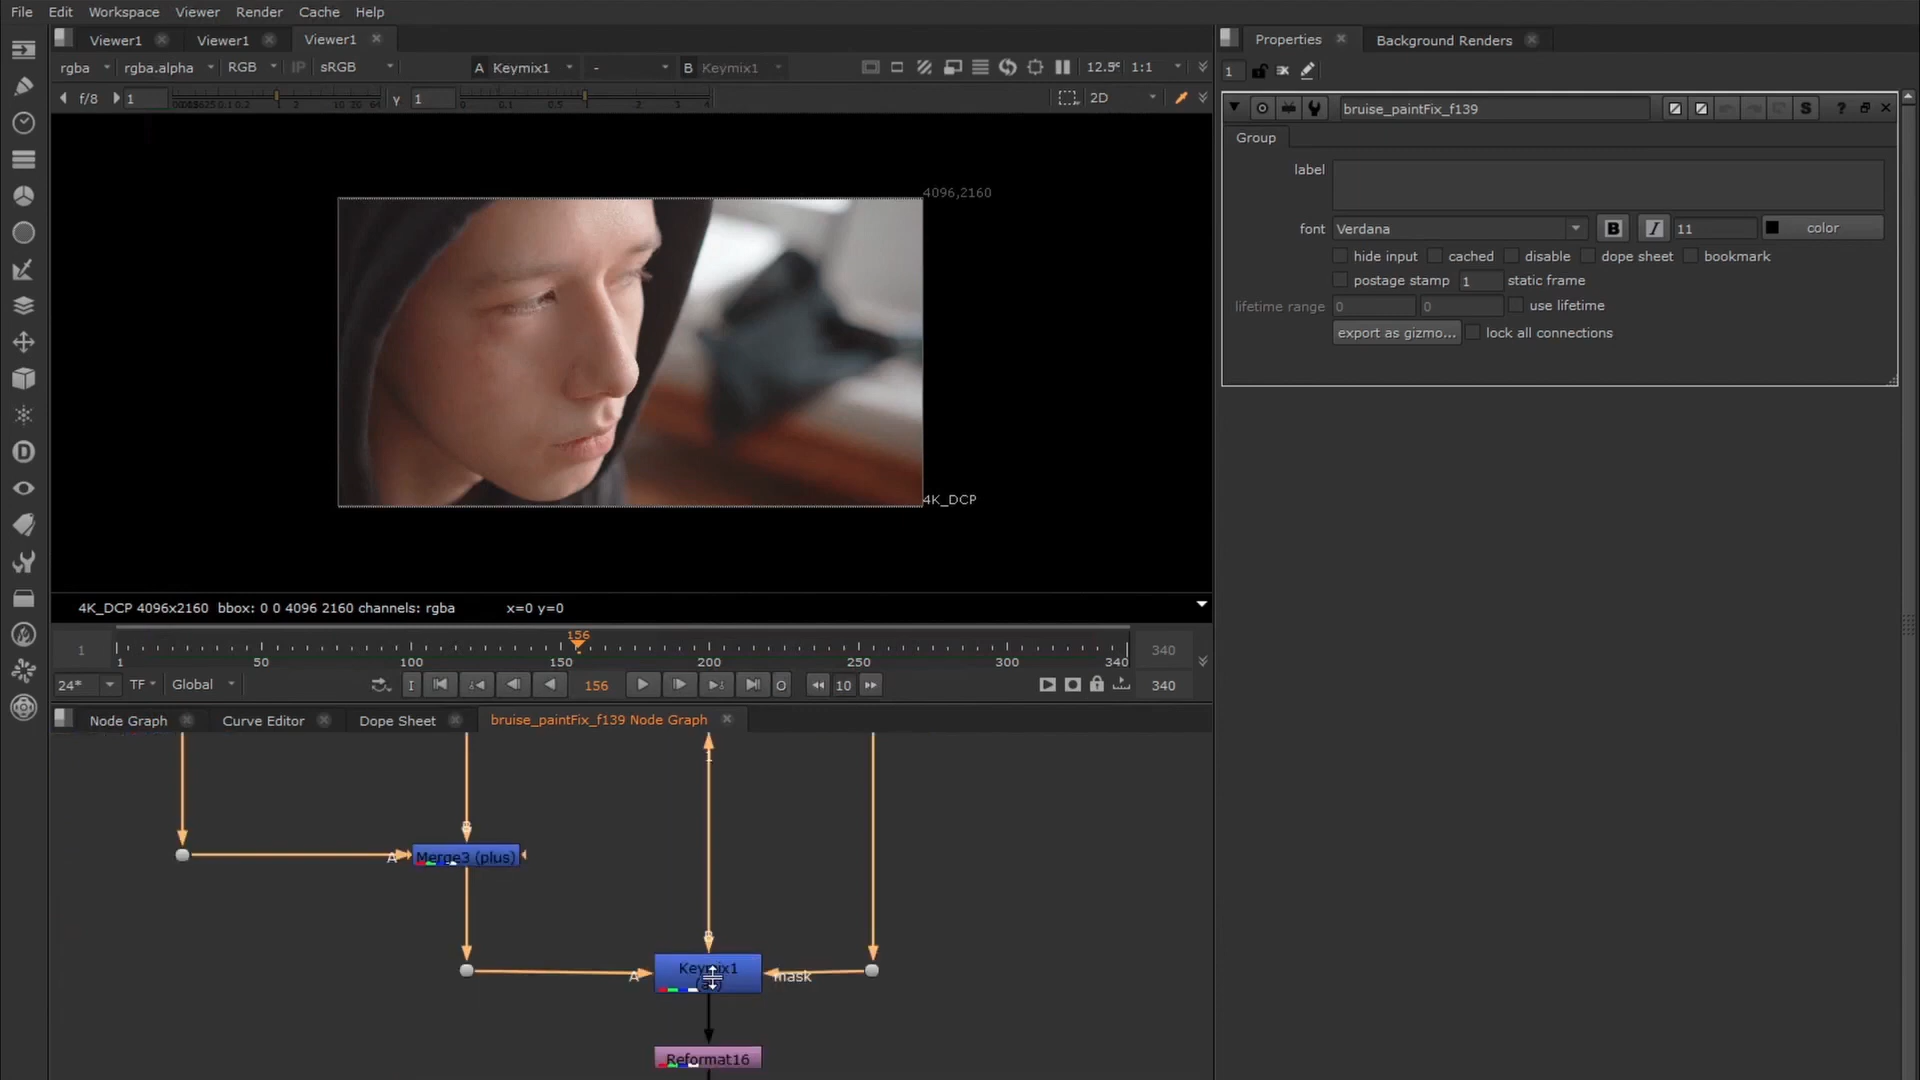 File Edit Workspace Viewer Render Cache Help
Viewer1 Viewer1 Viewer1
Properties Background Renders
rgba rgba.alpha RGB IP sRGB A Keymix1 - B Keymix1 1:1
1
f/8 1 γ 1 2D
bruise_paintFix_f139 S ?
Group
label
font Verdana B I 11 color
hide input cached disable dope sheet bookmark
postage stamp 1 static frame
lifetime range 0 0 use lifetime
export as gizmo... lock all connections
4096,2160
4K_DCP
4K_DCP 4096x2160 bbox: 0 0 4096 2160 channels: rgba x=0 y=0
156
1 340
1 50 100 150 200 250 300 340
24* TF Global I 156 O 10 340
Node Graph Curve Editor Dope Sheet bruise_paintFix_f139 Node Graph
1
B
A Merge3 (plus)
B
A Keymix1 mask
Reformat16